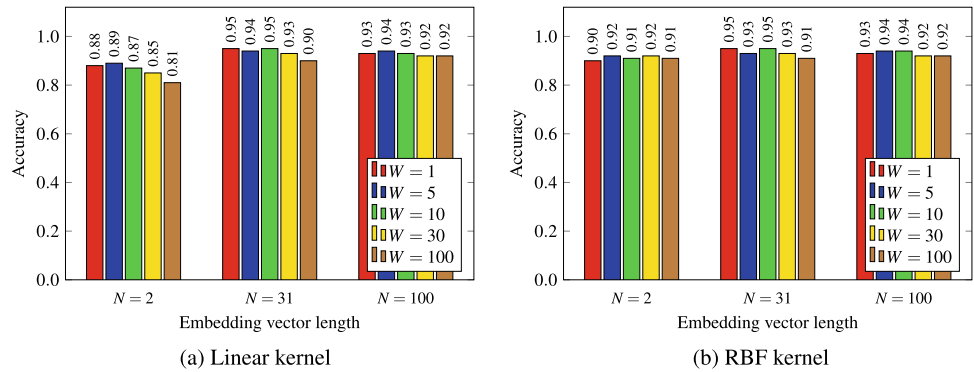 0.88 0.89 0.87 0.85 0.81 0.95 0.94 0.95 0.93 0.90 0.93 0.94 0.93 0.92 0.92
1.0
0.8
0.6
0.4
0.2
0.0
Accuracy
W = 1
W = 5
W = 10
W = 30
W = 100
N = 2 N = 31 N = 100
Embedding vector length
(a) Linear kernel
0.90 0.92 0.91 0.92 0.91 0.95 0.93 0.95 0.93 0.91 0.93 0.94 0.94 0.92 0.92
1.0
0.8
0.6
0.4
0.2
0.0
Accuracy
W = 1
W = 5
W = 10
W = 30
W = 100
N = 2 N = 31 N = 100
Embedding vector length
(b) RBF kernel